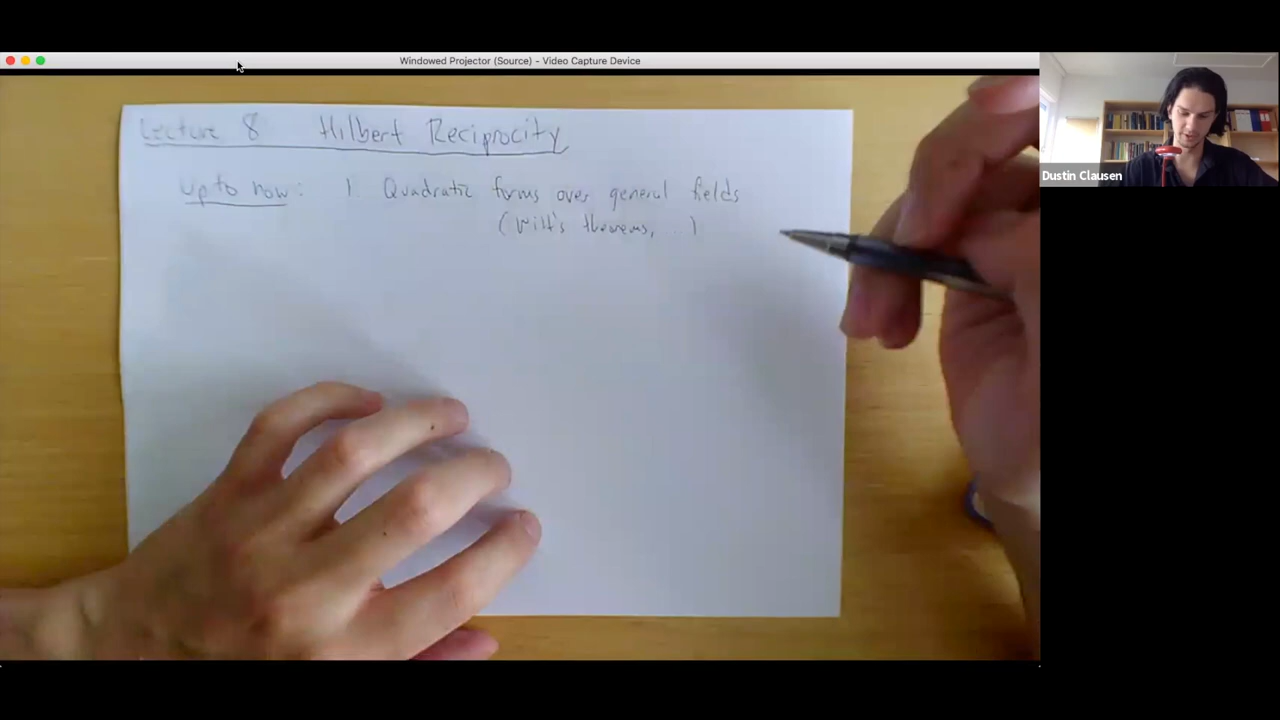 Windowed Projector (Source) - Video Capture Device
Lecture 8 Hilbert Reciprocity
Up to now: 1. Quadratic forms over general fields
(Witt's theorems, ...)
Dustin Clausen